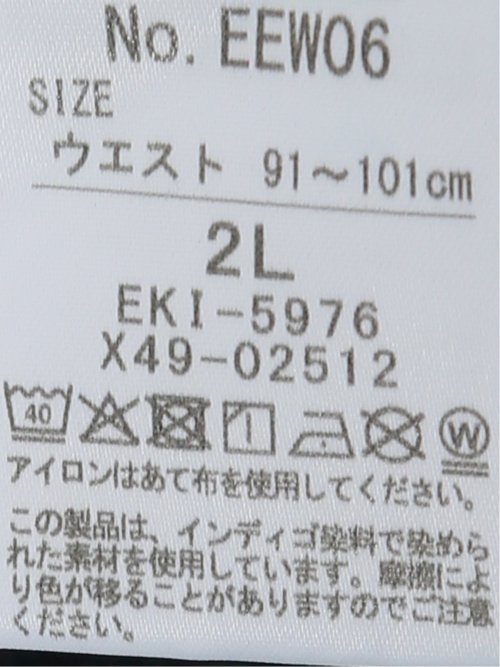 No. EEW06
SIZE
ウエスト 91～101cm
2L
EKI-5976
X49-02512
40 W
アイロンはあて布を使用してください。
この製品は、インディゴ染料で染めら
れた素材を使用しています。摩擦によ
り色が移ることがありますのでご注意
ください。